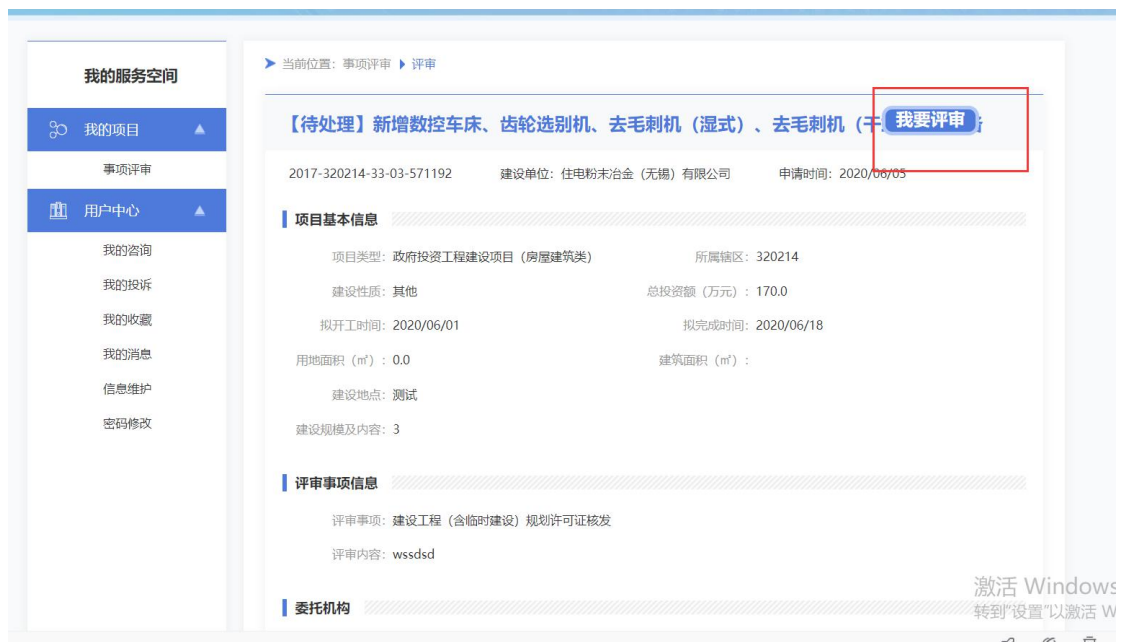 我的服务空间
我的项目
事项评审
用户中心
我的咨询
我的投诉
我的收藏
我的消息
信息维护
密码修改
当前位置：事项评审 评审
【待处理】新增数控车床、齿轮选别机、去毛刺机（湿式）、去毛刺机（干 我要评审
2017-320214-33-03-571192 建设单位：住电粉末冶金（无锡）有限公司 申请时间：2020/06/05
项目基本信息
项目类型：政府投资工程建设项目（房屋建筑类） 所属辖区：320214
建设性质：其他 总投资额（万元）：170.0
拟开工时间：2020/06/01 拟完成时间：2020/06/18
用地面积（㎡）：0.0 建筑面积（㎡）：
建设地点：测试
建设规模及内容：3
评审事项信息
评审事项：建设工程（含临时建设）规划许可证核发
评审内容：wssdsd
委托机构
激活 Windows
转到"设置"以激活 W